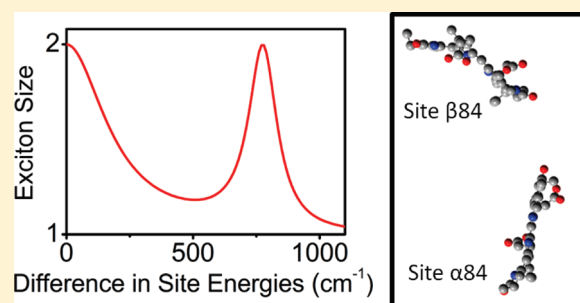 2
Exciton Size
1
0
500
1000
Difference in Site Energies (cm⁻¹)
Site β84
Site α84